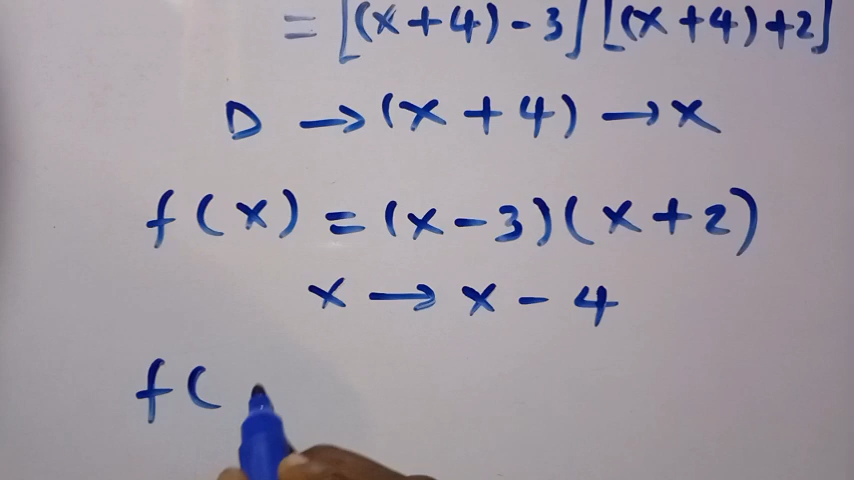 = [(x+4)-3] [(x+4)+2]
D → (x+4) → x
f(x) = (x-3)(x+2)
x → x-4
f(